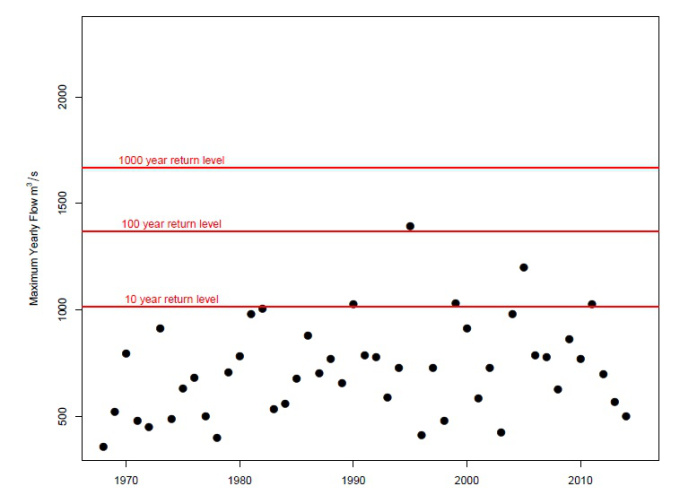 2000
1500
1000
500
Maximum Yearly Flow m³/s
1000 year return level
100 year return level
10 year return level
1970 1980 1990 2000 2010